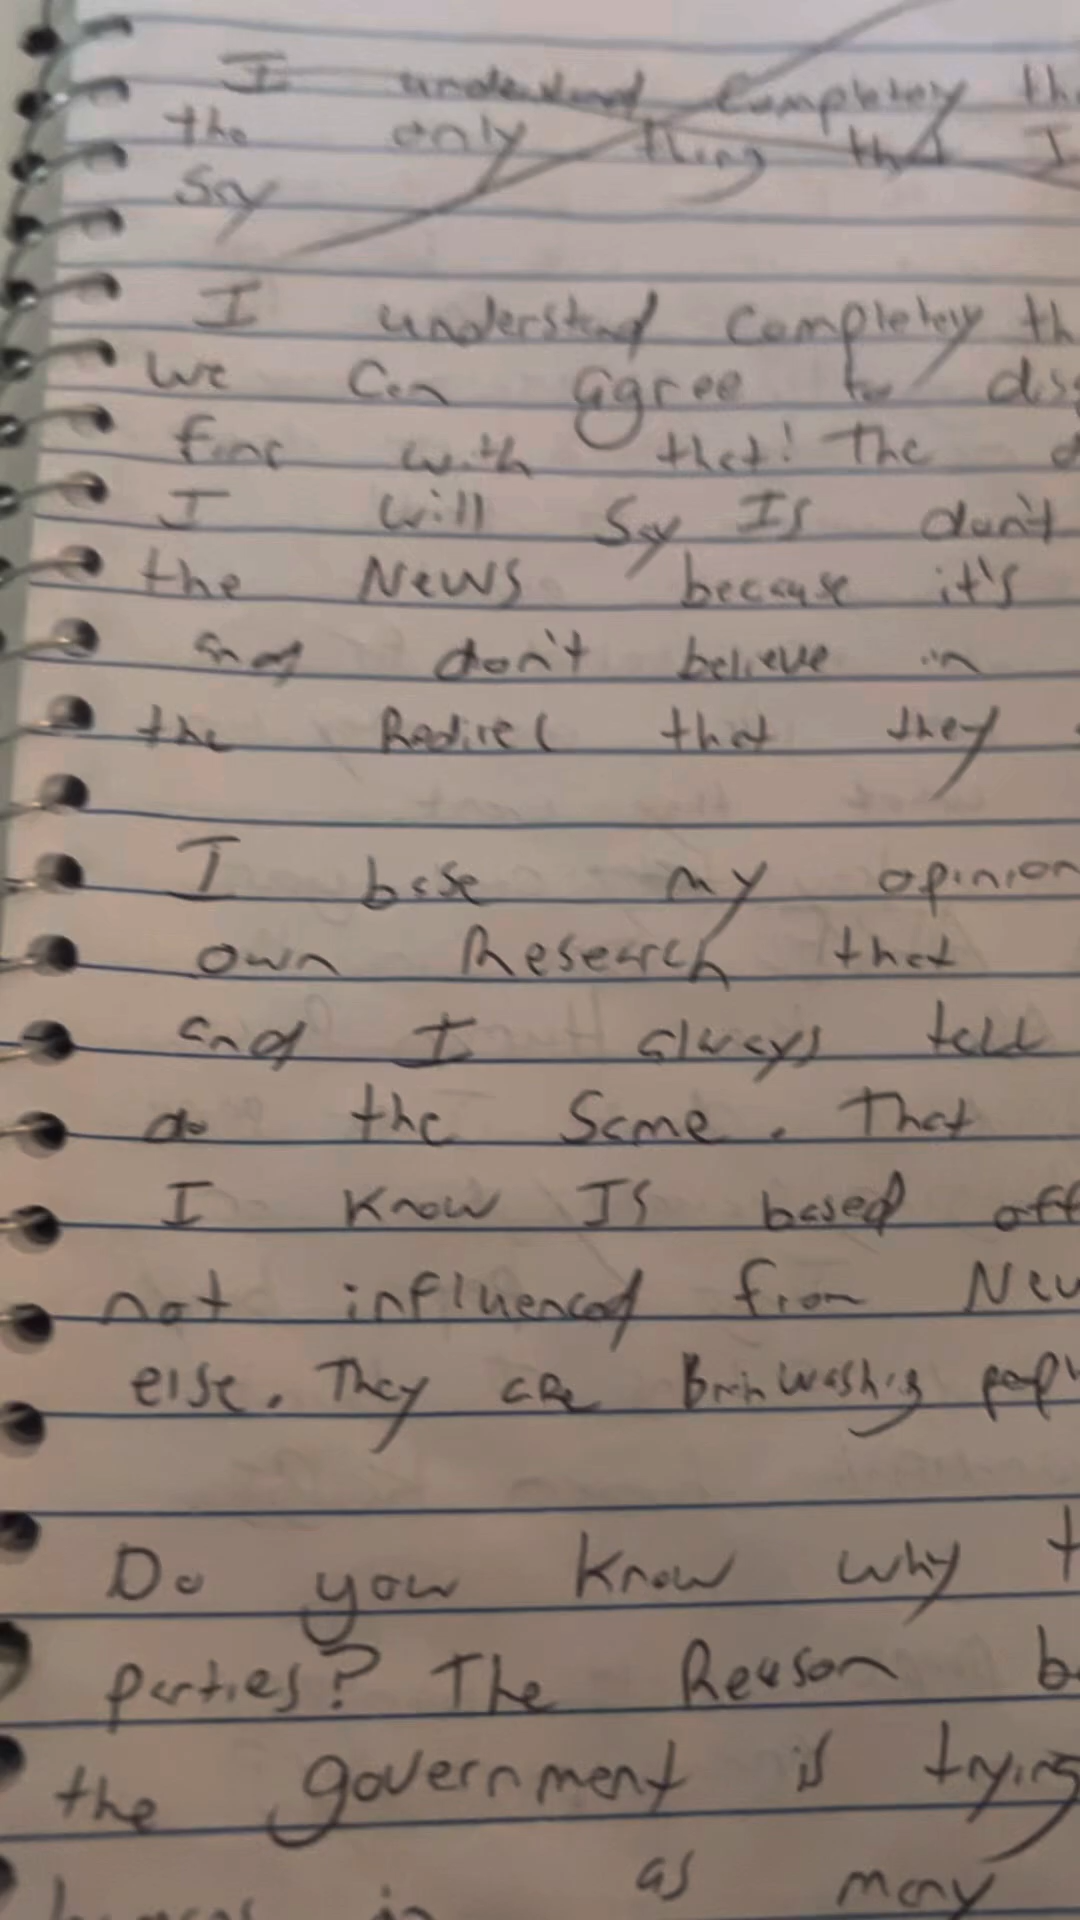 I understand completely th
the only thing that I
Say
I understand completely th
we can agree to dis
fine with that! The
I will say Is don't
the News because it's
and don't believe in
the that they
I base my opinion
own Research that
and I always tell
do the Same. That
I know IS based off
not influenced from New
else. They are Brinwashig
Do you know why t
parties? The Reason be
the government is trying
as many